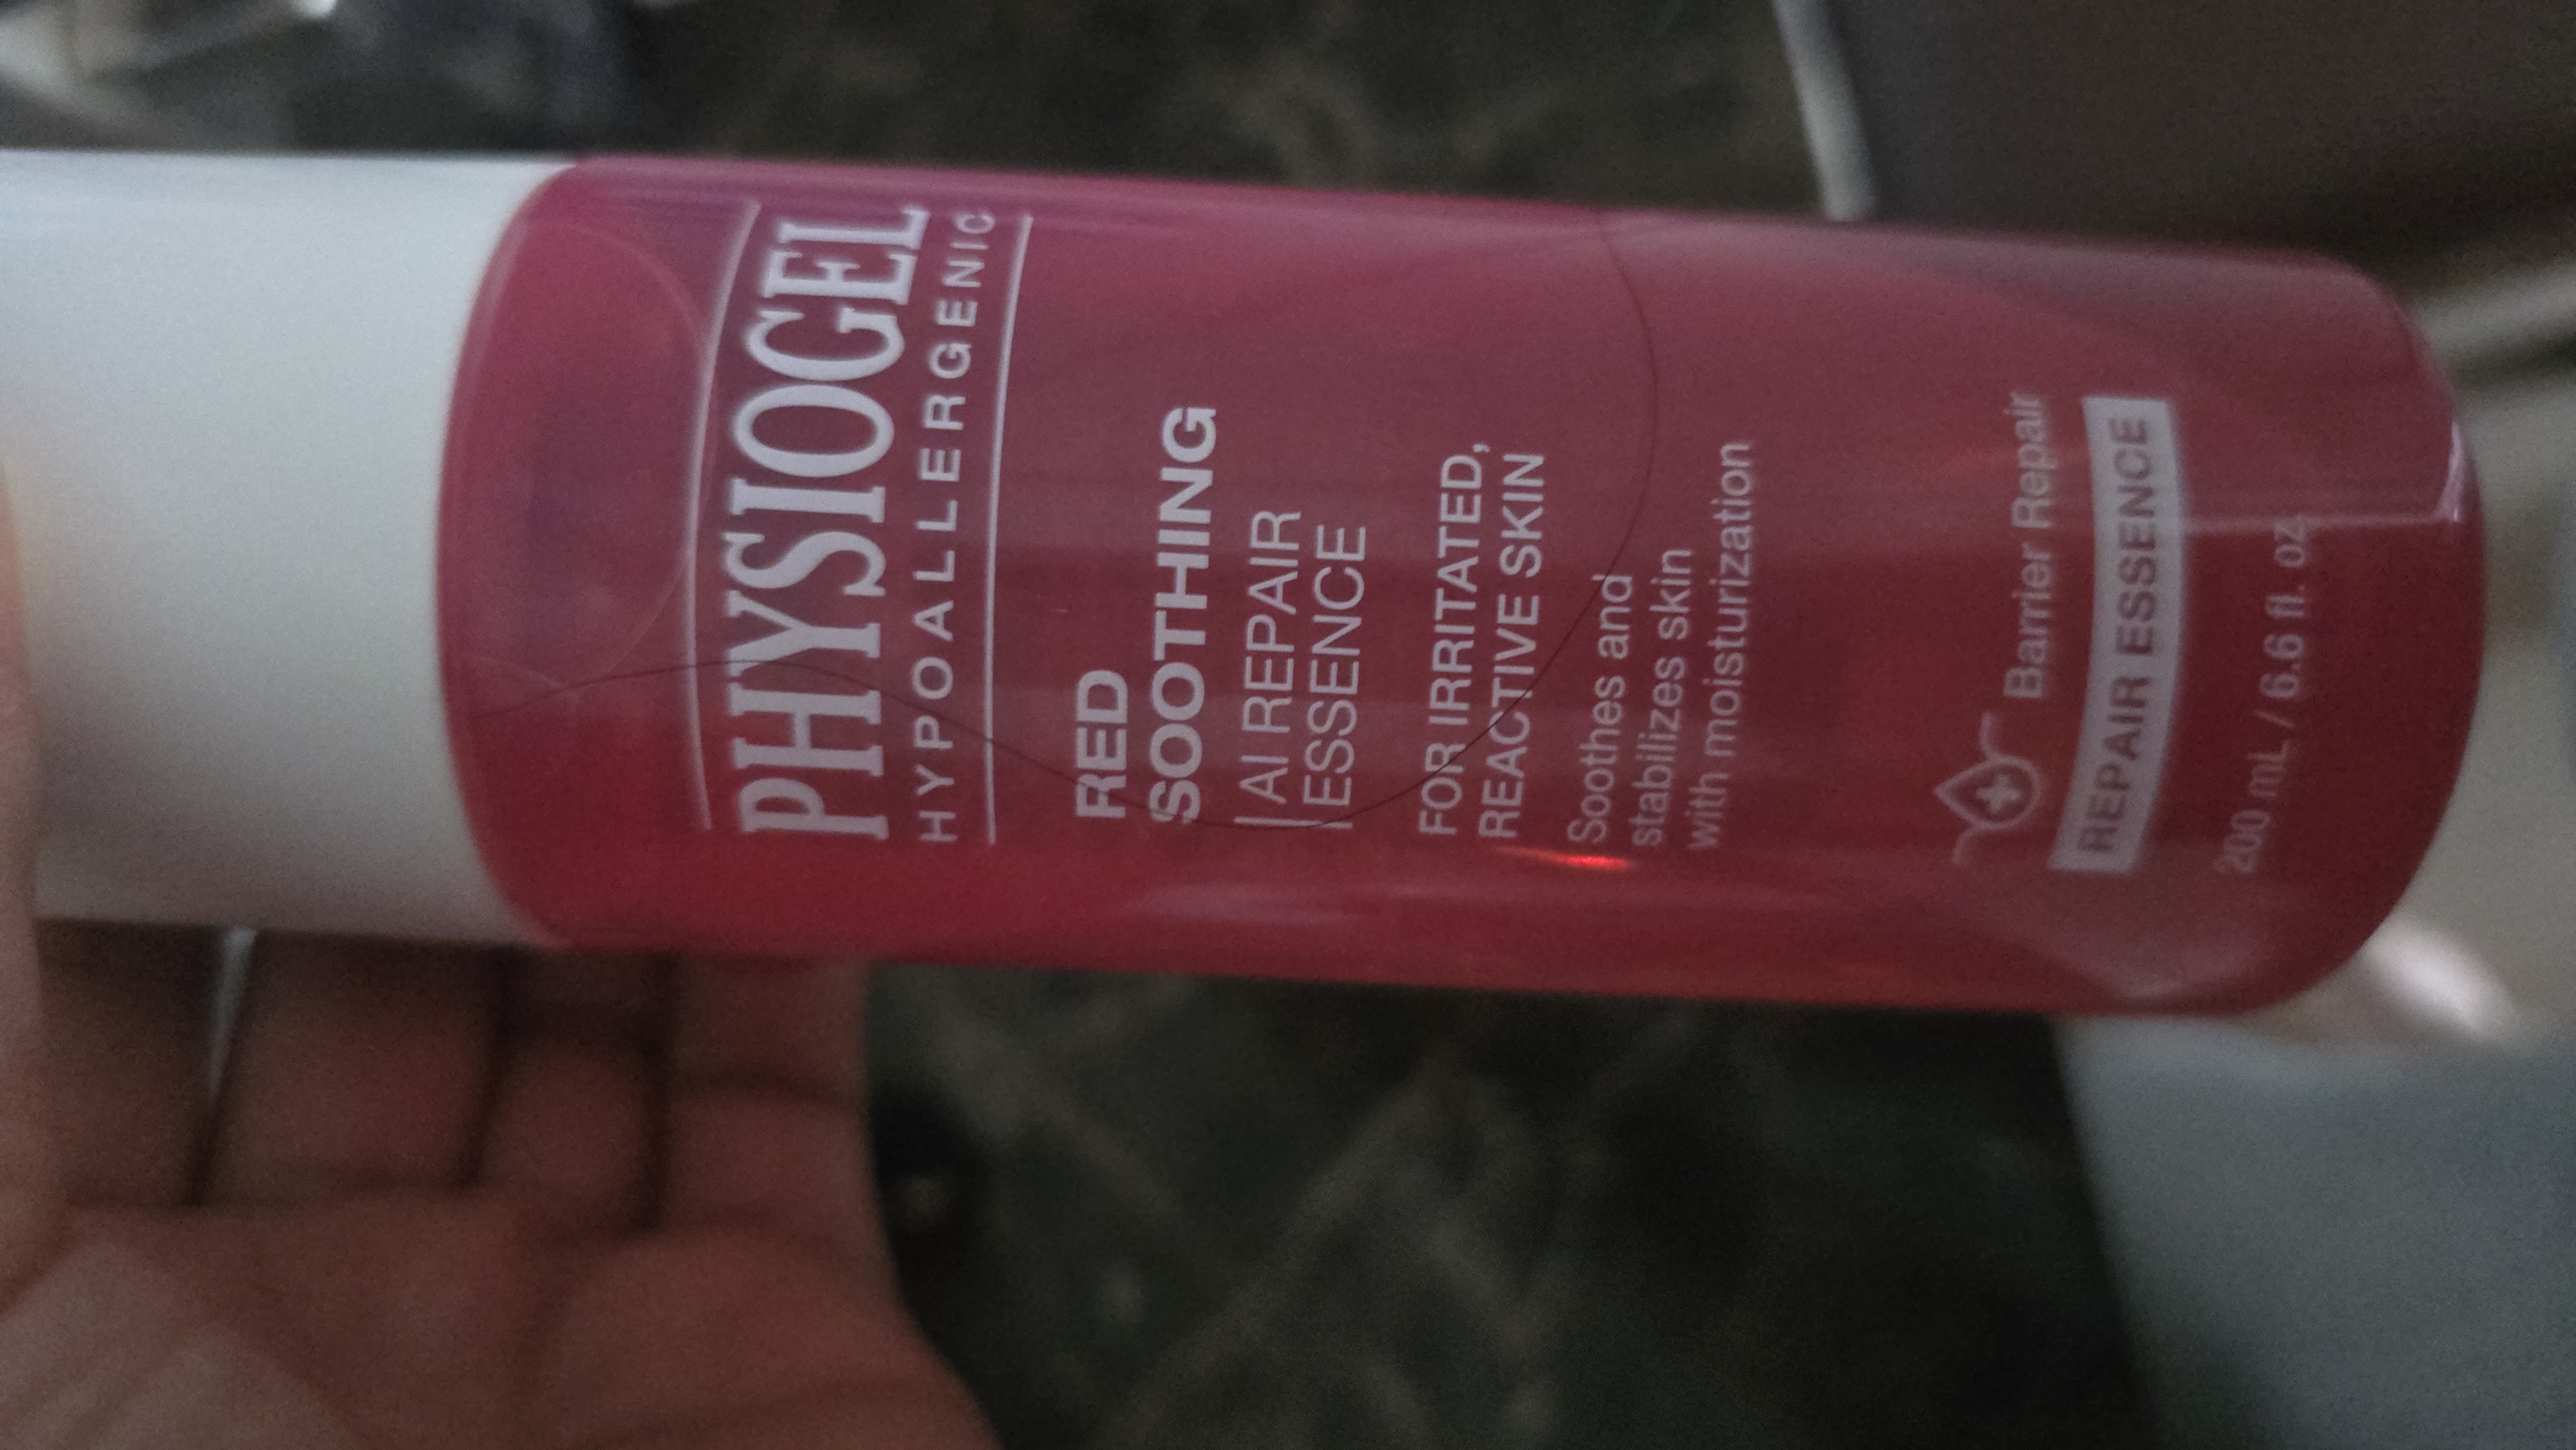 PHYSIOGEL
HYPOALLERGENIC
RED
SOOTHING
AI REPAIR
ESSENCE
FOR IRRITATED,
REACTIVE SKIN
Soothes and
stabilizes skin
with moisturization
Barrier Repair
REPAIR ESSENCE
200 mL / 6.6 fl. oz.